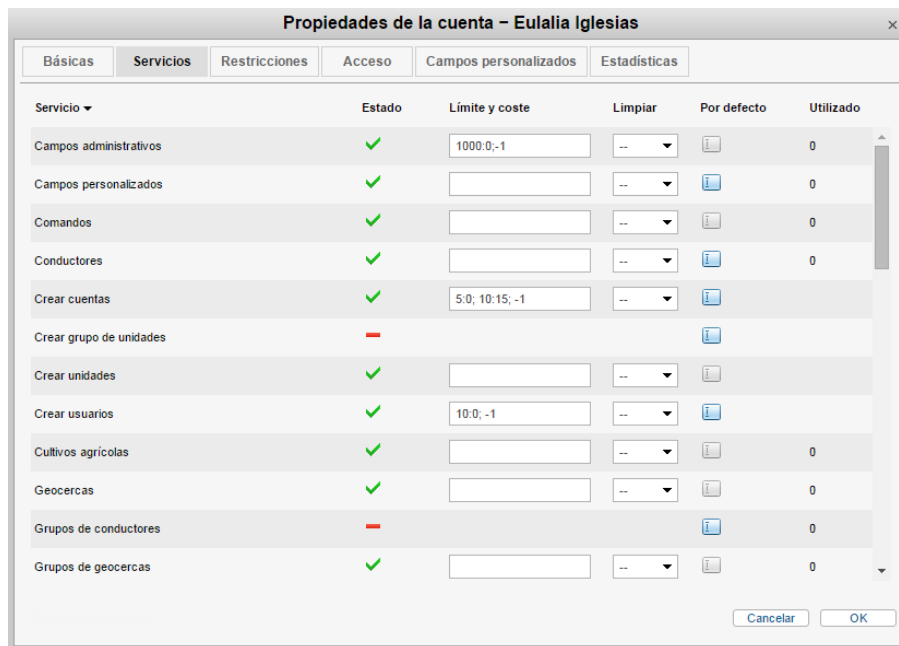 Propiedades de la cuenta – Eulalia Iglesias ×
Básicas Servicios Restricciones Acceso Campos personalizados Estadísticas
Servicio Estado Límite y coste Limpiar Por defecto Utilizado
Campos administrativos 1000:0;-1 -- 0
Campos personalizados -- 0
Comandos -- 0
Conductores -- 0
Crear cuentas 5:0; 10:15; -1 --
Crear grupo de unidades
Crear unidades --
Crear usuarios 10:0; -1 --
Cultivos agrícolas -- 0
Geocercas -- 0
Grupos de conductores 0
Grupos de geocercas -- 0
Cancelar OK